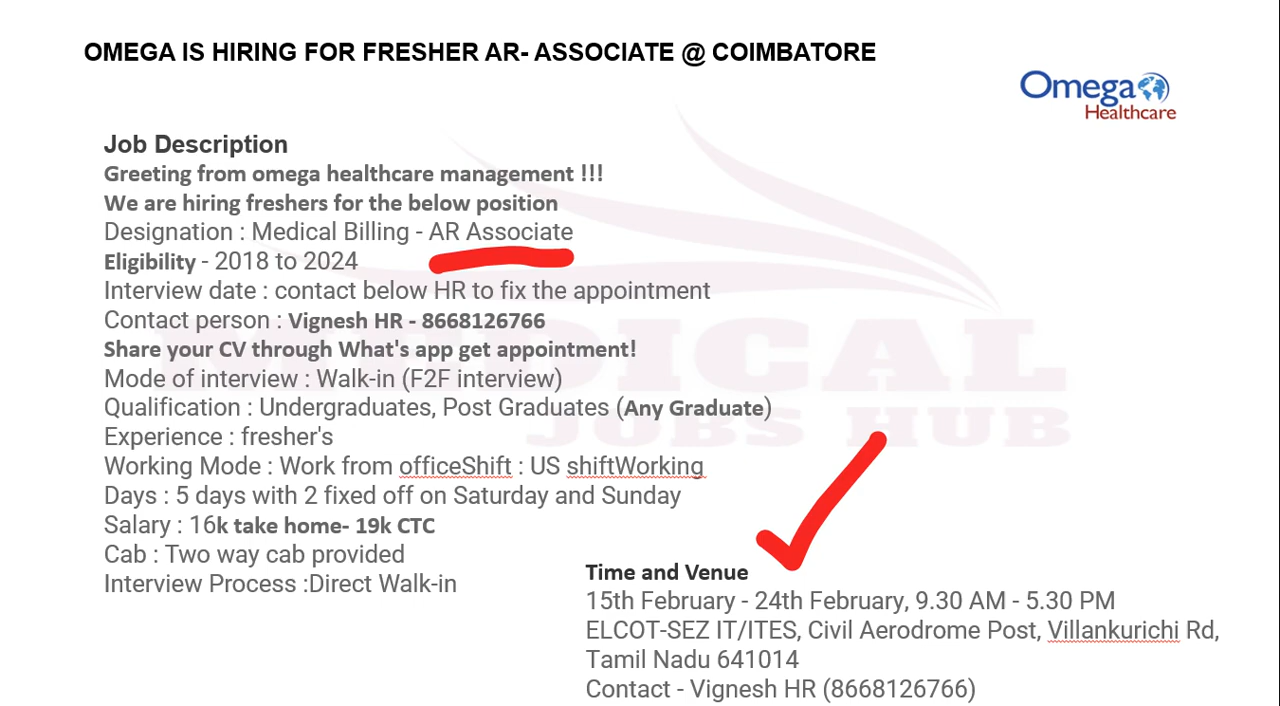 OMEGA IS HIRING FOR FRESHER AR- ASSOCIATE @ COIMBATORE
Omega
Healthcare
Job Description
Greeting from omega healthcare management !!!
We are hiring freshers for the below position
Designation : Medical Billing - AR Associate
Eligibility - 2018 to 2024
Interview date : contact below HR to fix the appointment
Contact person : Vignesh HR - 8668126766
Share your CV through What's app get appointment!
Mode of interview : Walk-in (F2F interview)
Qualification : Undergraduates, Post Graduates (Any Graduate)
Experience : fresher's
Working Mode : Work from officeShift : US shiftWorking
Days : 5 days with 2 fixed off on Saturday and Sunday
Salary : 16k take home- 19k CTC
Cab : Two way cab provided
Interview Process :Direct Walk-in
Time and Venue
15th February - 24th February, 9.30 AM - 5.30 PM
ELCOT-SEZ IT/ITES, Civil Aerodrome Post, Villankurichi Rd,
Tamil Nadu 641014
Contact - Vignesh HR (8668126766)
JOBS HUB